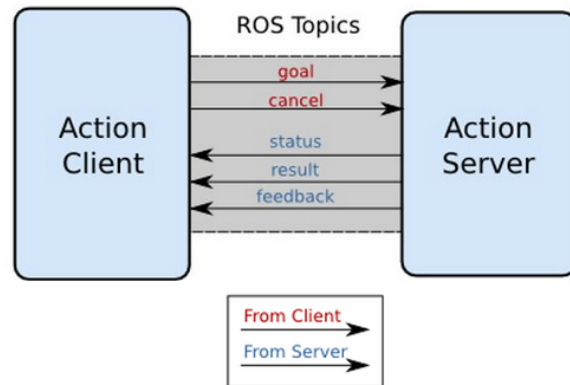 ROS Topics
Action
Client
goal
cancel
status
result
feedback
Action
Server
From Client
From Server